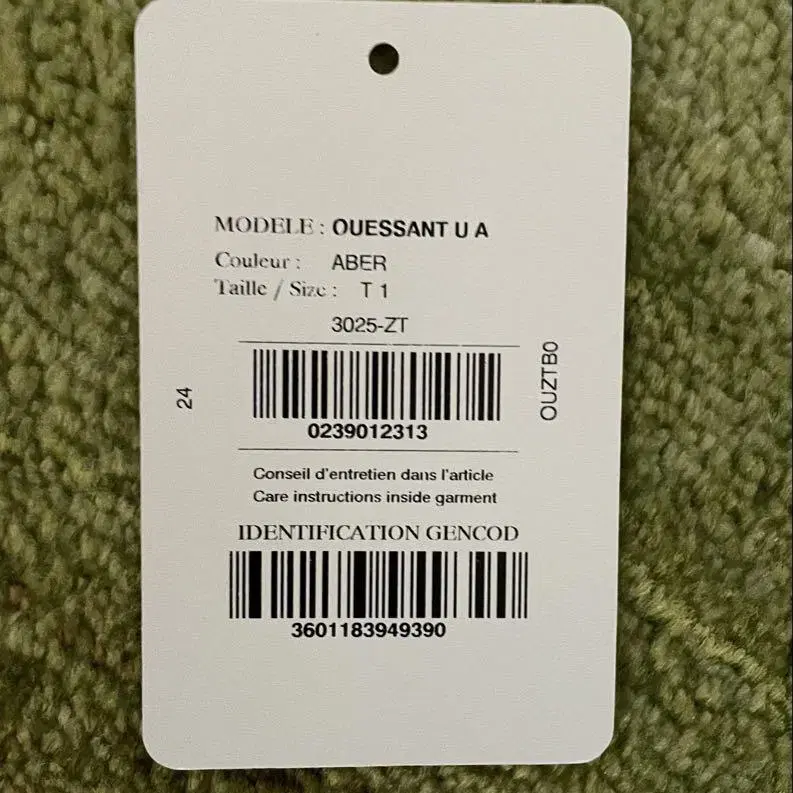 MODELE : OUESSANT U A
Couleur : ABER
Taille / Size : T 1
3025-ZT
24
OUZTB0
0239012313
Conseil d'entretien dans l'article
Care instructions inside garment
IDENTIFICATION GENCOD
3601183949390